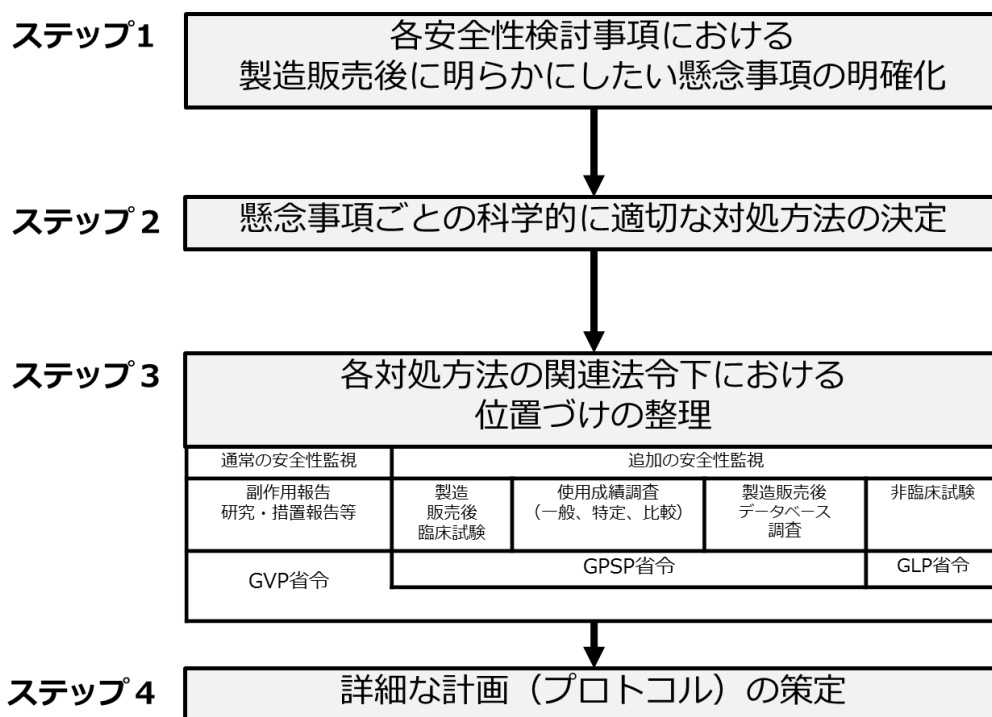 ステップ1
各安全性検討事項における
製造販売後に明らかにしたい懸念事項の明確化
ステップ2
懸念事項ごとの科学的に適切な対処方法の決定
ステップ3
各対処方法の関連法令下における
位置づけの整理
通常の安全性監視
追加の安全性監視
副作用報告
研究・措置報告等
製造
販売後
臨床試験
使用成績調査
（一般、特定、比較）
製造販売後
データベース
調査
非臨床試験
GVP省令
GPSP省令
GLP省令
ステップ4
詳細な計画（プロトコル）の策定